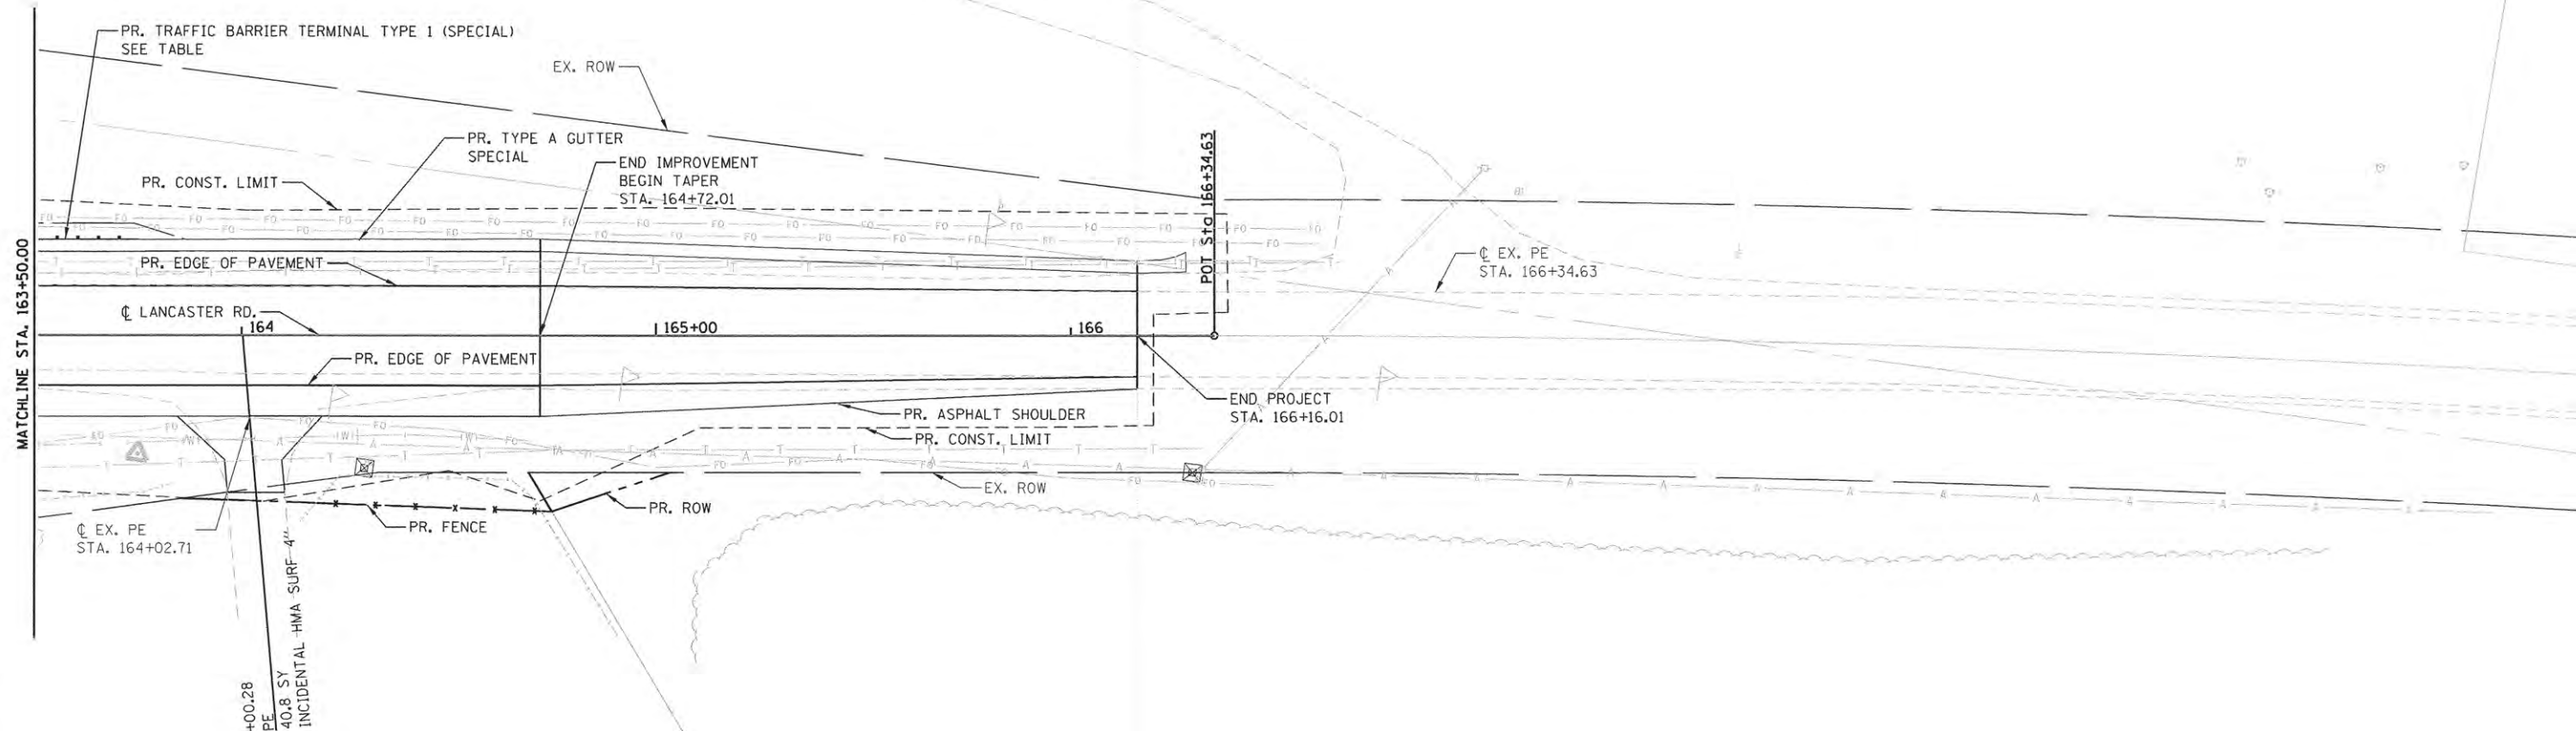 PR. TRAFFIC BARRIER TERMINAL TYPE 1 (SPECIAL)
SEE TABLE
EX. ROW
PR. TYPE A GUTTER
SPECIAL
END IMPROVEMENT
BEGIN TAPER
STA. 164+72.01
PR. CONST. LIMIT
POT Sta 166+34.63
MATCHLINE STA. 163+50.00
PR. EDGE OF PAVEMENT
℄ EX. PE
STA. 166+34.63
℄ LANCASTER RD.
164
165+00
166
PR. EDGE OF PAVEMENT
END PROJECT
STA. 166+16.01
PR. ASPHALT SHOULDER
PR. CONST. LIMIT
EX. ROW
PR. ROW
PR. FENCE
℄ EX. PE
STA. 164+02.71
+00.28
PE
40.8 SY
INCIDENTAL HMA SURF 4"